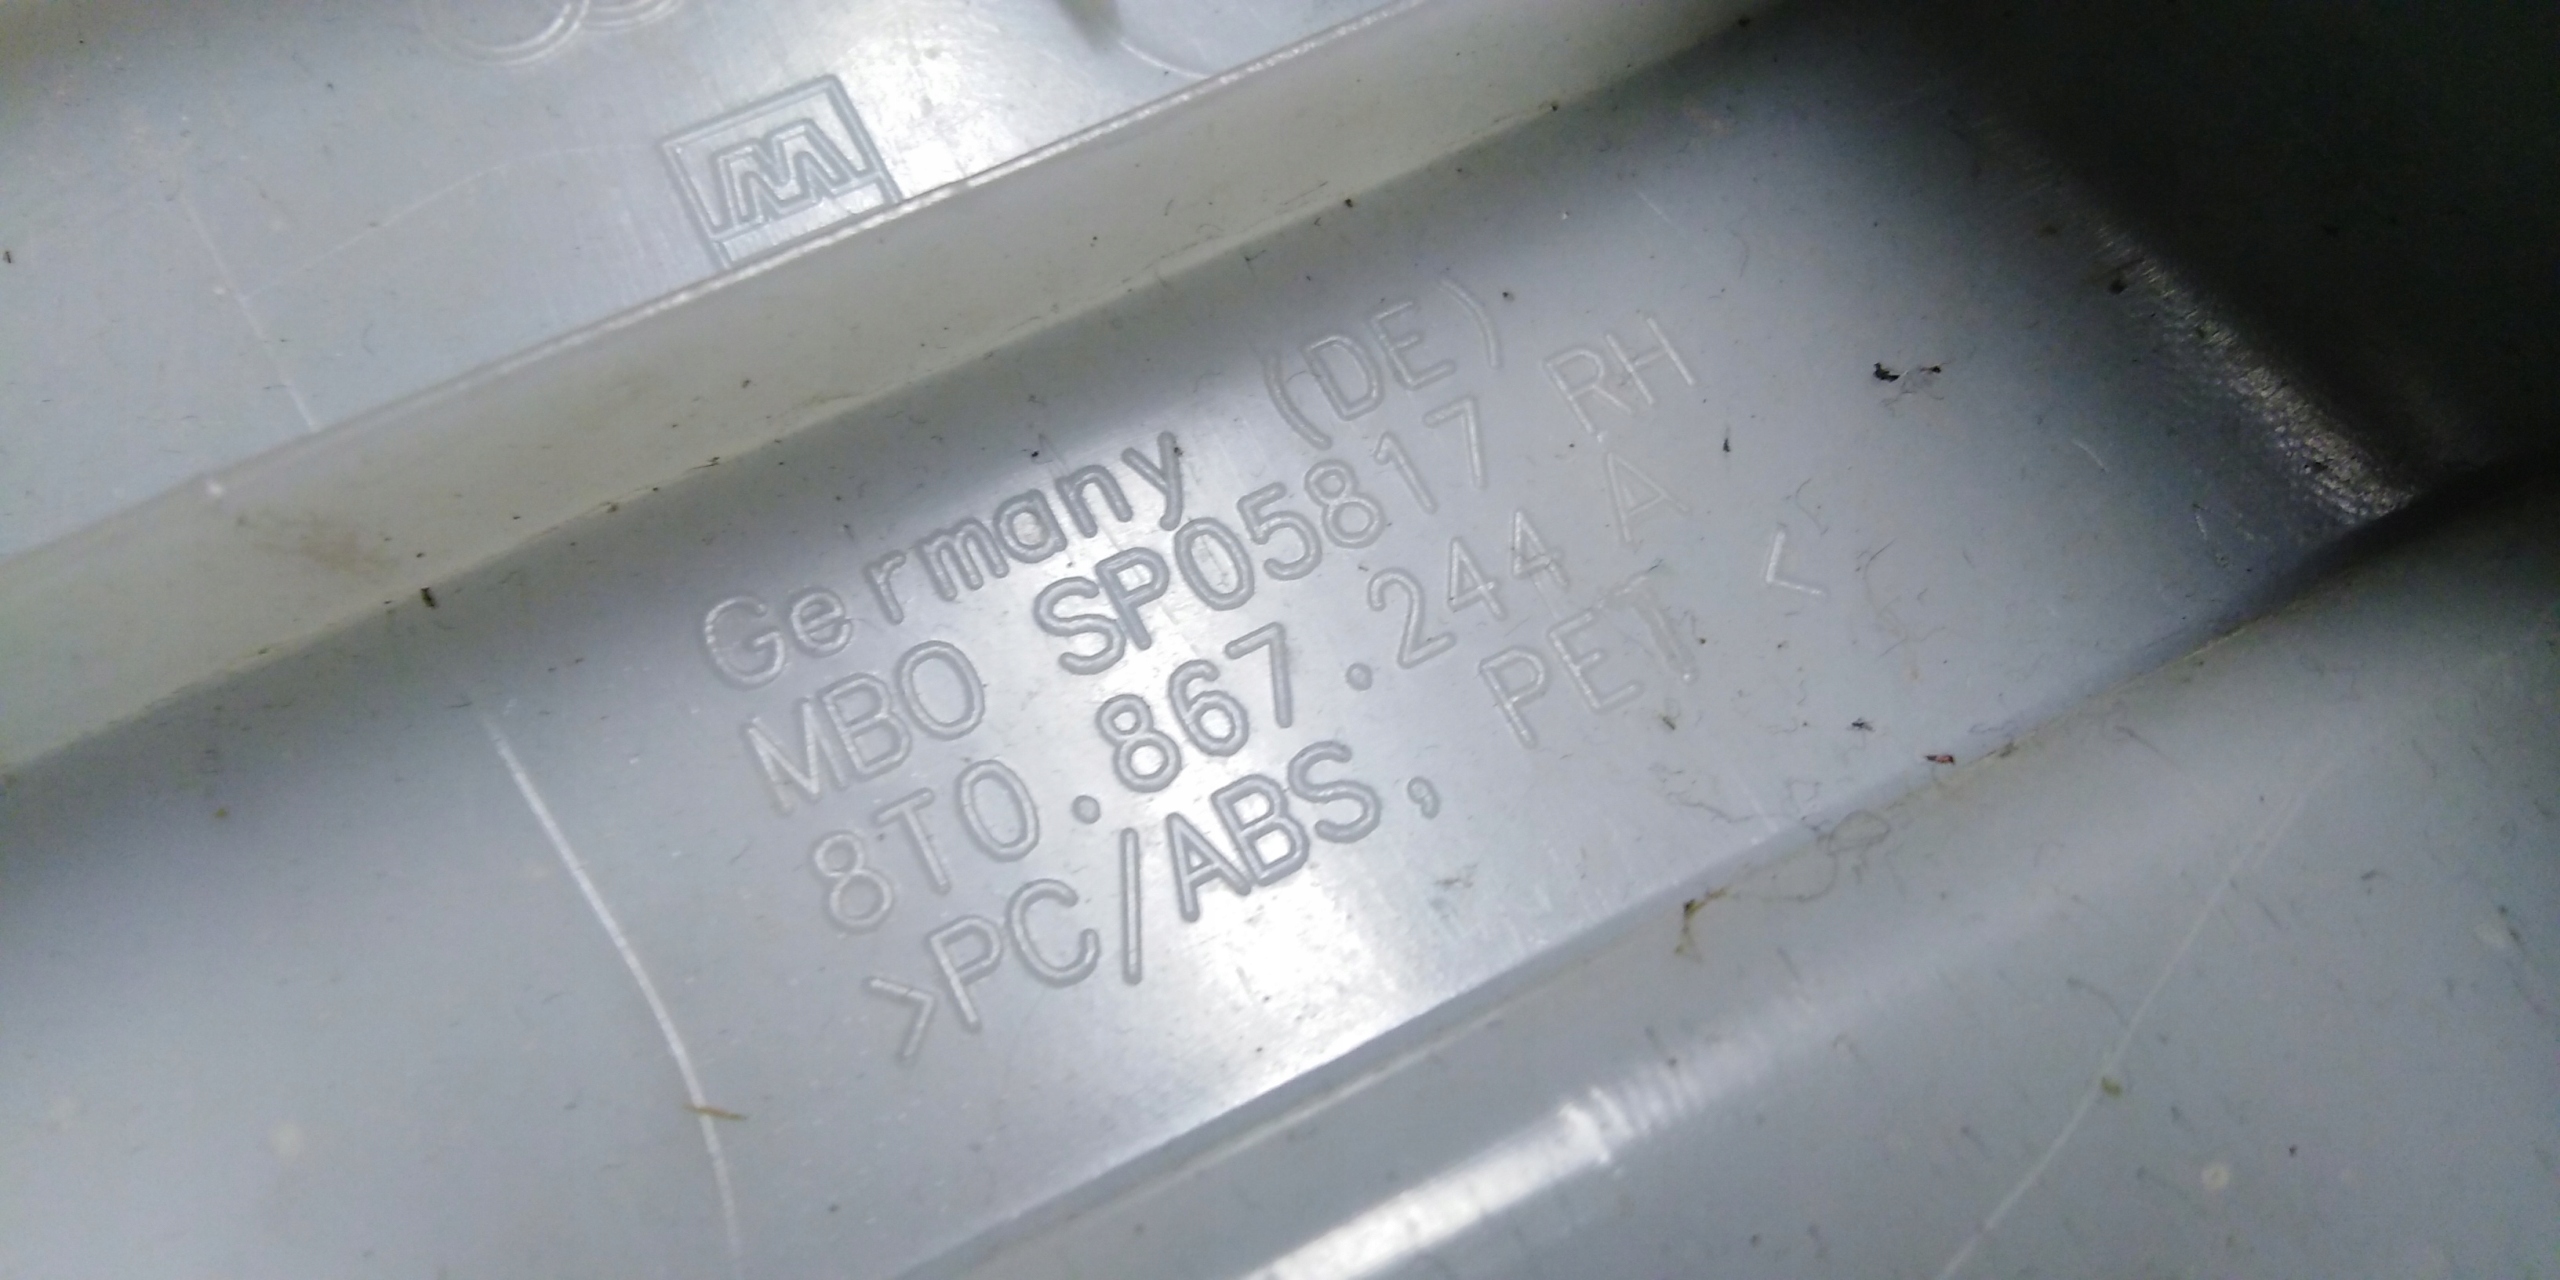 M
Germany (DE)
MBO SP05817 RH
8T0.867.244 A
>PC/ABS, PET <